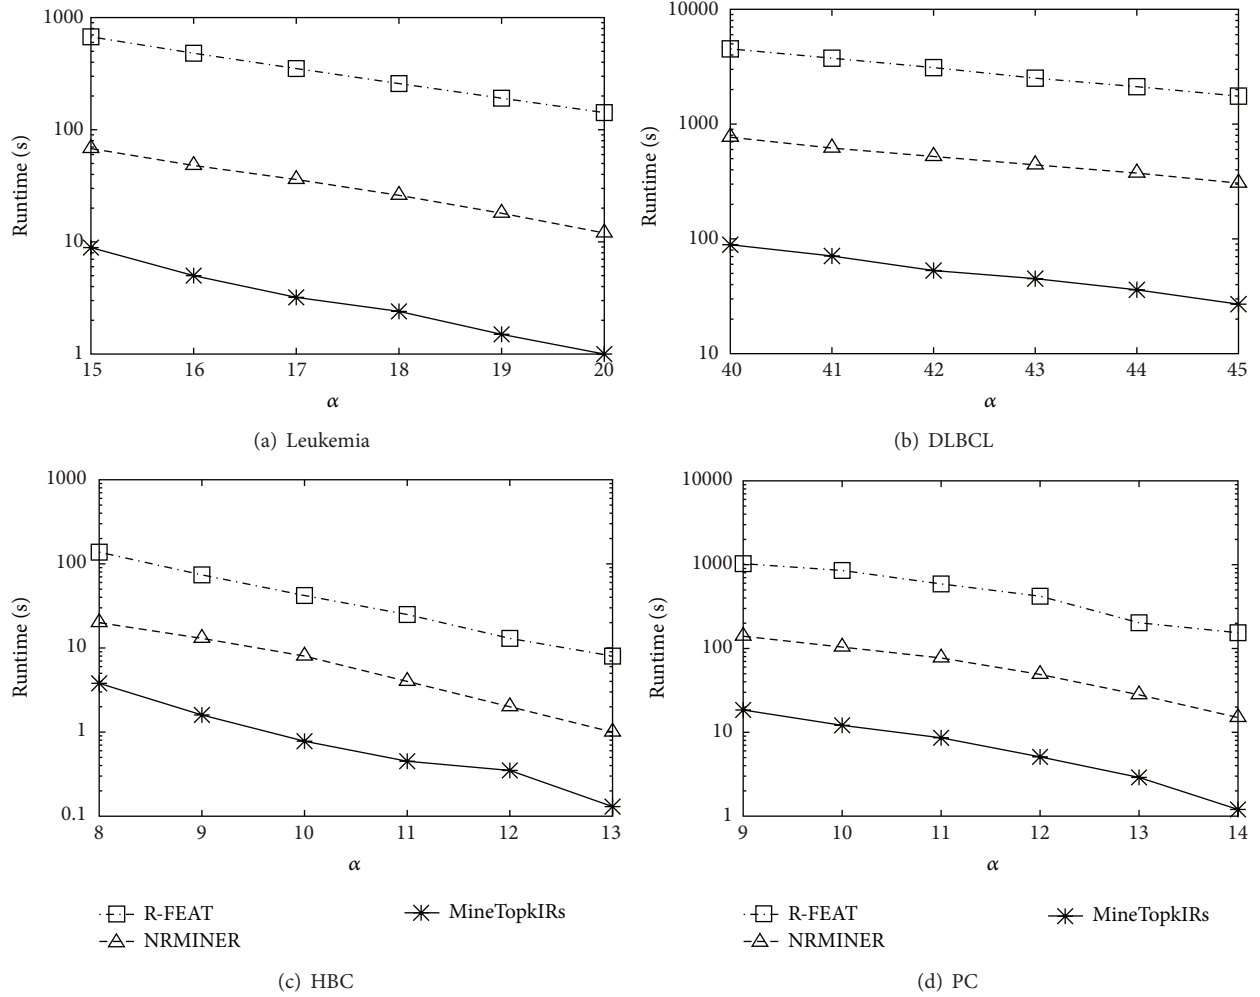 1000
100
10
1
Runtime (s)
15 16 17 18 19 20
α
(a) Leukemia
10000
1000
100
10
Runtime (s)
40 41 42 43 44 45
α
(b) DLBCL
1000
100
10
1
0.1
Runtime (s)
8 9 10 11 12 13
α
R-FEAT
NRMINER
MineTopkIRs
(c) HBC
10000
1000
100
10
1
Runtime (s)
9 10 11 12 13 14
α
R-FEAT
NRMINER
MineTopkIRs
(d) PC